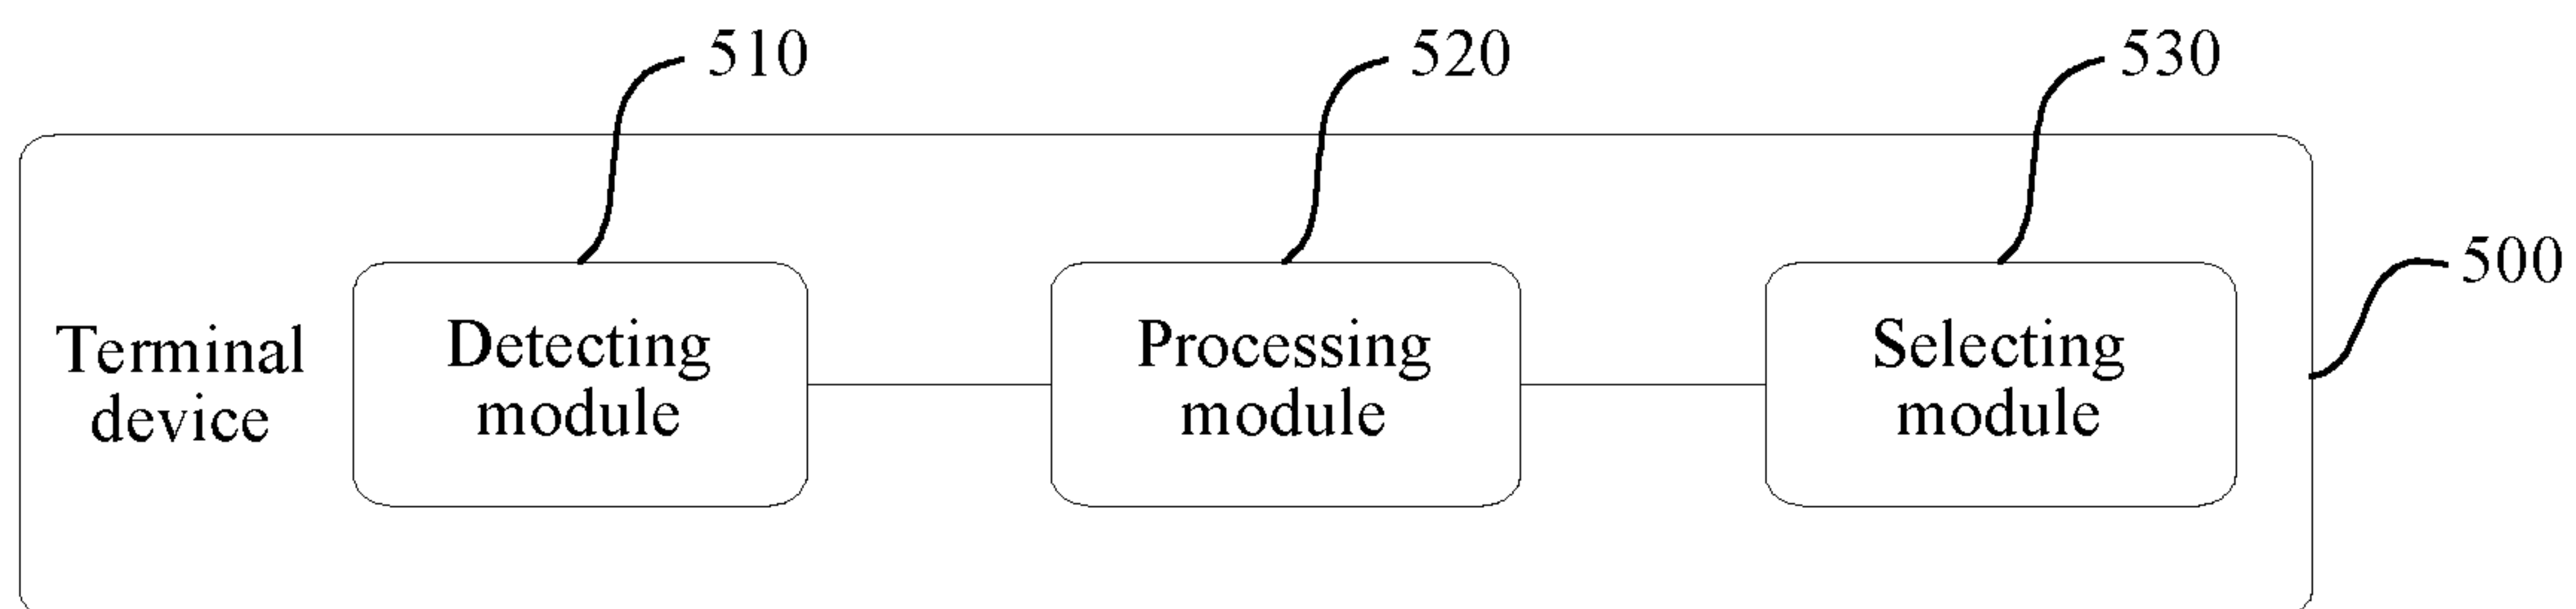 510
520
530
500
Terminal
device
Detecting
module
Processing
module
Selecting
module